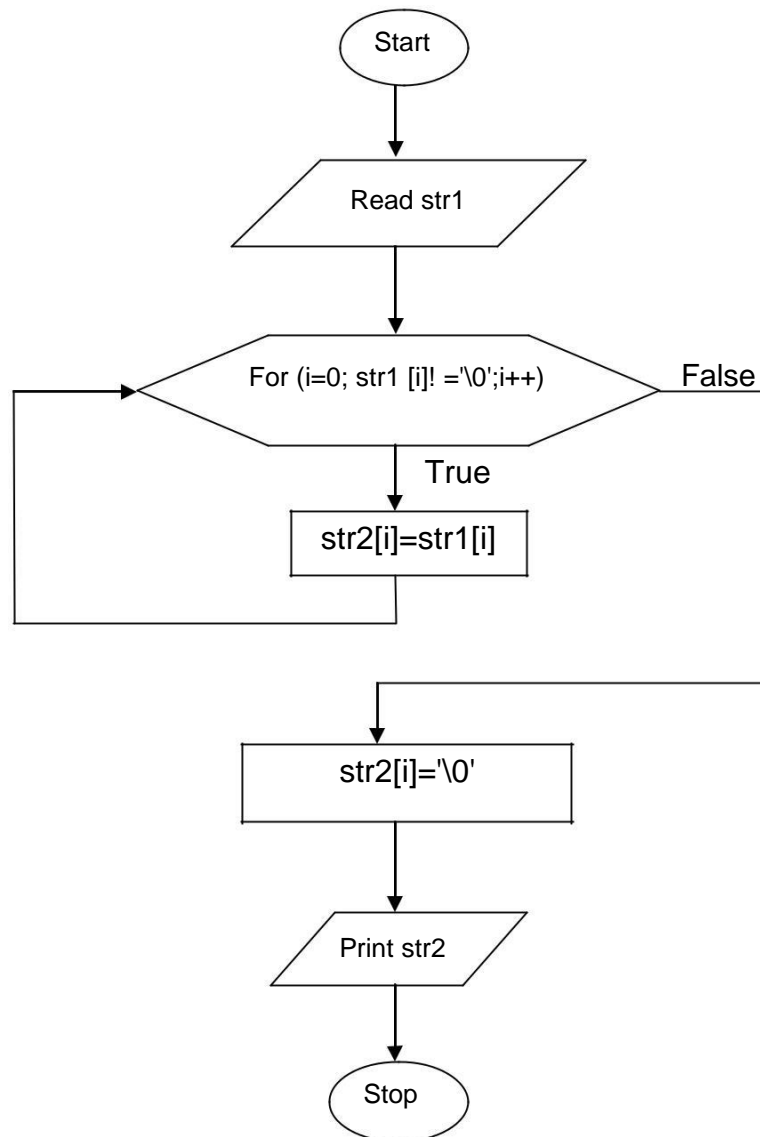 Start
Read str1
For (i=0; str1 [i]! ='\0';i++)
False
True
str2[i]=str1[i]
str2[i]='\0'
Print str2
Stop